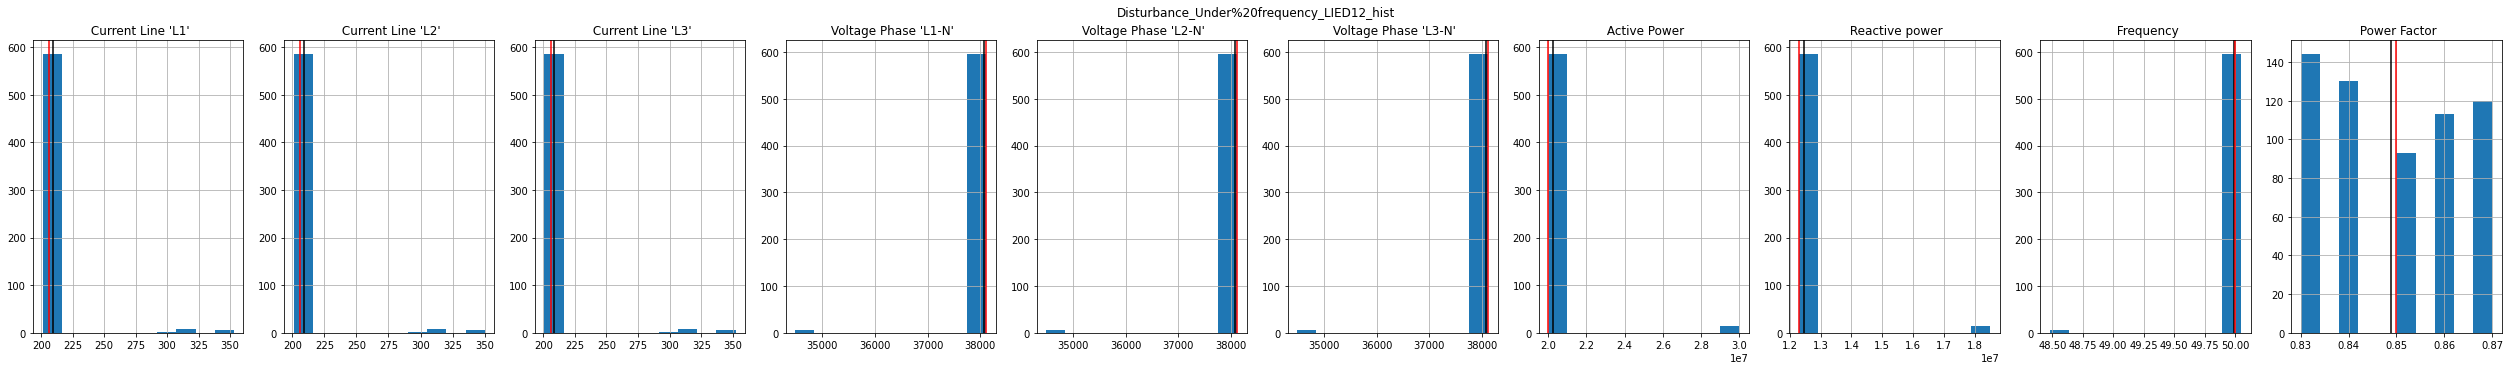 Disturbance_Under%20frequency_LIED12_hist
Current Line 'L1' Current Line 'L2' Current Line 'L3' Voltage Phase 'L1-N' Voltage Phase 'L2-N' Voltage Phase 'L3-N' Active Power Reactive power Frequency Power Factor
600 600 600 600 600 600 600 600 600 140
500 500 500 500 500 500 500 500 500 120
400 400 400 400 400 400 400 400 400 100
300 300 300 300 300 300 300 300 300 80
200 200 200 200 200 200 200 200 200 60
100 100 100 100 100 100 100 100 100 40
20
0 0 0 0 0 0 0 0 0 0
200 225 250 275 300 325 350 200 225 250 275 300 325 350 200 225 250 275 300 325 350 35000 36000 37000 38000 35000 36000 37000 38000 35000 36000 37000 38000 2.0 2.2 2.4 2.6 2.8 3.0 1.2 1.3 1.4 1.5 1.6 1.7 1.8 48.50 48.75 49.00 49.25 49.50 49.75 50.00 0.83 0.84 0.85 0.86 0.87
1e7 1e7